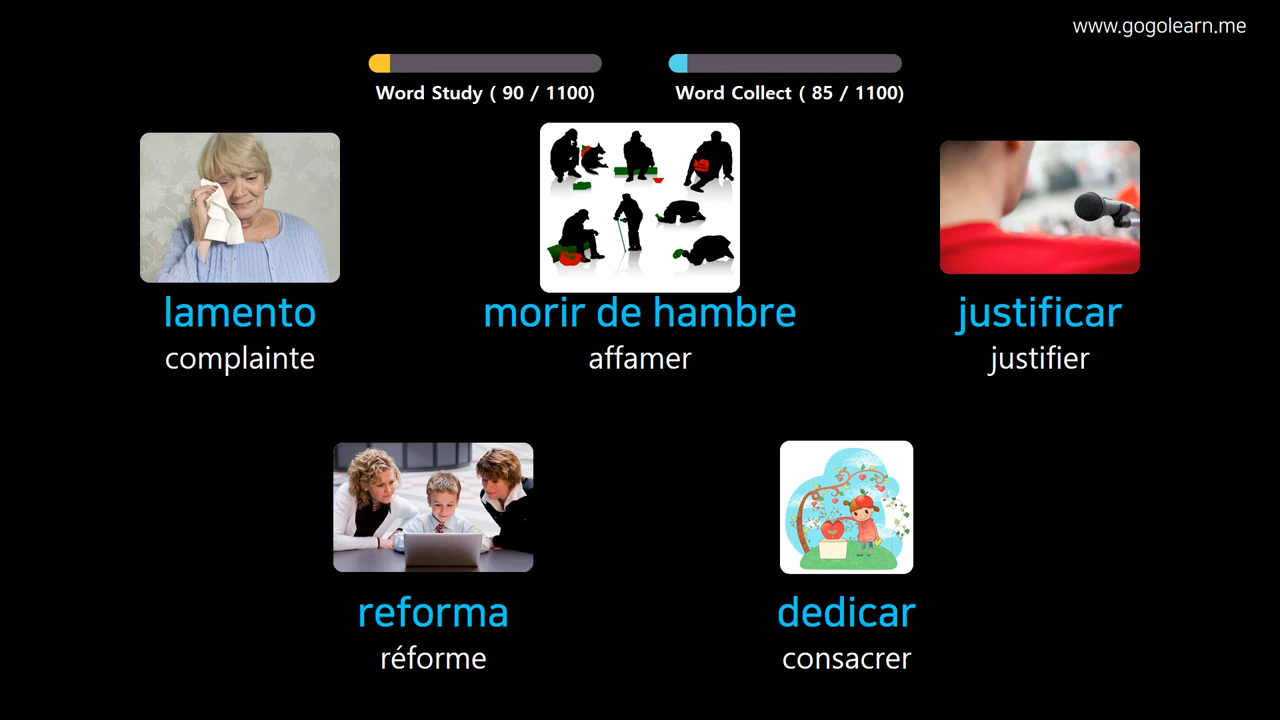 www.gogolearn.me
Word Study ( 90 / 1100)
Word Collect ( 85 / 1100)
lamento
complainte
morir de hambre
affamer
justificar
justifier
reforma
réforme
dedicar
consacrer